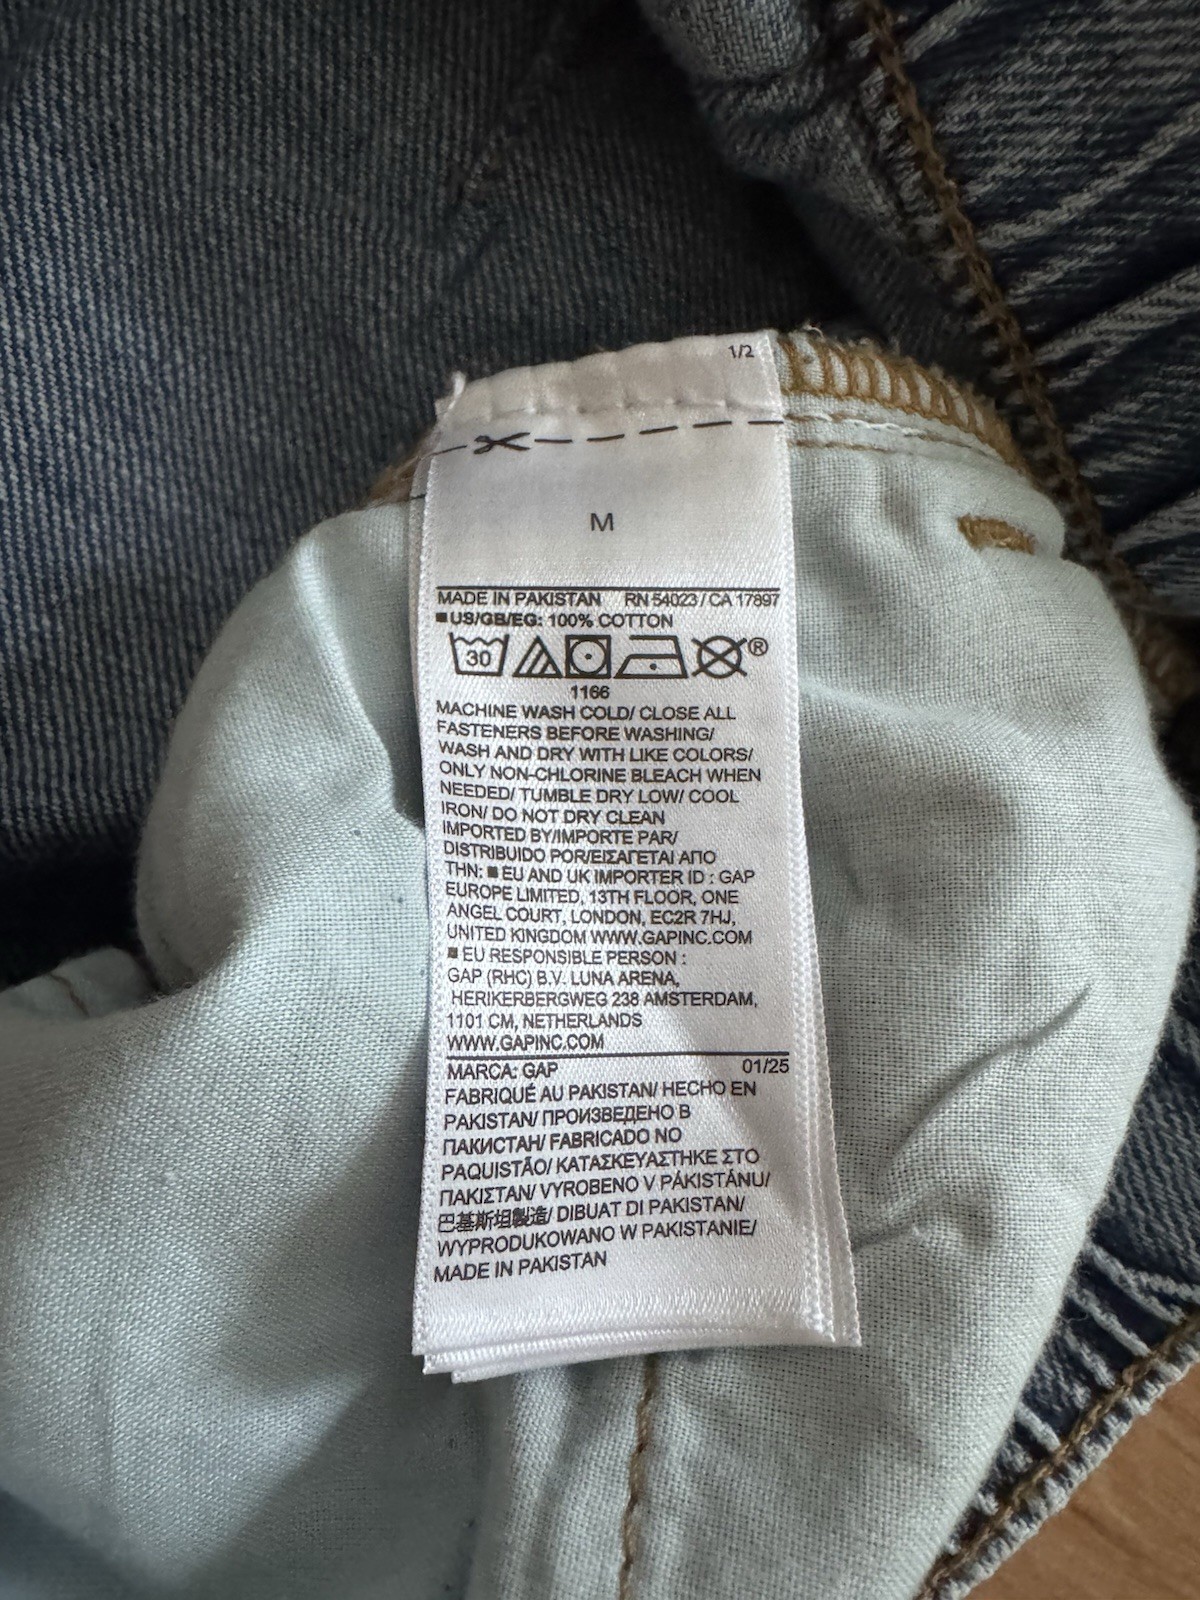 1/2
M
MADE IN PAKISTAN RN 54023 / CA 17897
■US/GB/EG: 100% COTTON
30 ®
1166
MACHINE WASH COLD/ CLOSE ALL
FASTENERS BEFORE WASHING/
WASH AND DRY WITH LIKE COLORS/
ONLY NON-CHLORINE BLEACH WHEN
NEEDED/ TUMBLE DRY LOW/ COOL
IRON/ DO NOT DRY CLEAN
IMPORTED BY/IMPORTE PAR/
DISTRIBUIDO POR/ΕΙΣΑΓΕΤΑΙ ΑΠΟ
ΤΗΝ: ■ EU AND UK IMPORTER ID : GAP
EUROPE LIMITED, 13TH FLOOR, ONE
ANGEL COURT, LONDON, EC2R 7HJ,
UNITED KINGDOM WWW.GAPINC.COM
■ EU RESPONSIBLE PERSON :
GAP (RHC) B.V. LUNA ARENA,
HERIKERBERGWEG 238 AMSTERDAM,
1101 CM, NETHERLANDS
WWW.GAPINC.COM
MARCA: GAP 01/25
FABRIQUÉ AU PAKISTAN/ HECHO EN
PAKISTAN/ ПРОИЗВЕДЕНО В
ПАКИСТАН/ FABRICADO NO
PAQUISTÃO/ ΚΑΤΑΣΚΕΥΑΣΤΗΚΕ ΣΤΟ
ΠΑΚΙΣΤΑΝ/ VYROBENO V PÁKISTÁNU/
巴基斯坦製造/ DIBUAT DI PAKISTAN/
WYPRODUKOWANO W PAKISTANIE/
MADE IN PAKISTAN